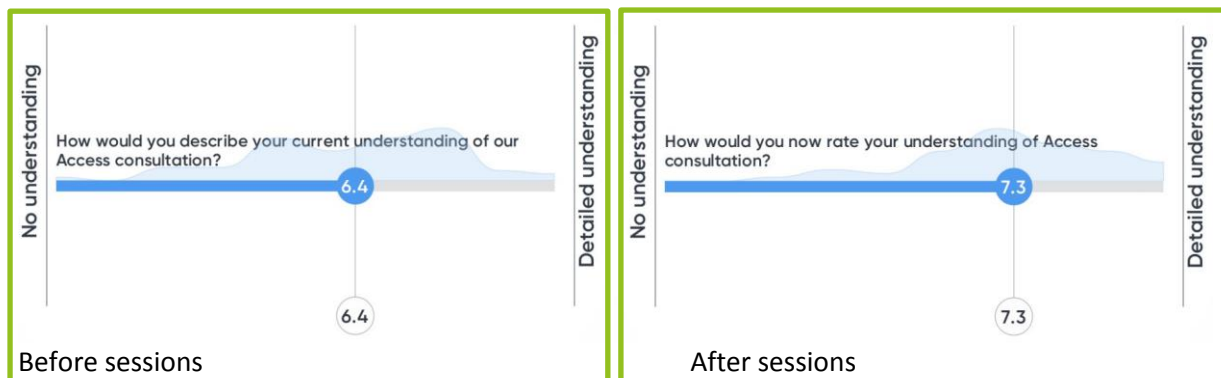 No understanding
How would you describe your current understanding of our
Access consultation?
6.4
6.4
Detailed understanding
Before sessions
No understanding
How would you now rate your understanding of Access
consultation?
7.3
7.3
Detailed understanding
After sessions